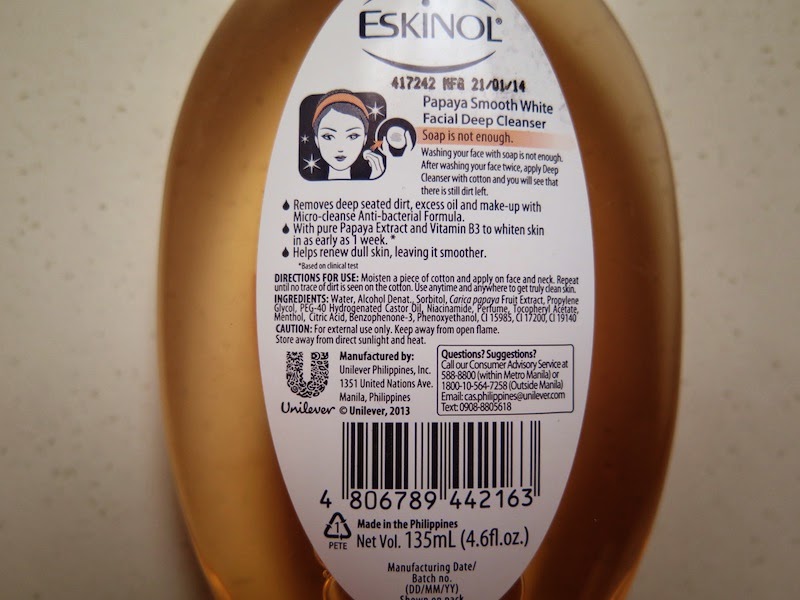 ESKINOL®
417242 MFG 21/01/14
Papaya Smooth White
Facial Deep Cleanser
Soap is not enough.
Washing your face with soap is not enough.
After washing your face twice, apply Deep
Cleanser with cotton and you will see that
there is still dirt left.
Removes deep seated dirt, excess oil and make-up with
Micro-cleanse Anti-bacterial Formula.
With pure Papaya Extract and Vitamin B3 to whiten skin
in as early as 1 week. *
Helps renew dull skin, leaving it smoother.
*Based on clinical test
DIRECTIONS FOR USE: Moisten a piece of cotton and apply on face and neck. Repeat
until no trace of dirt is seen on the cotton. Use anytime and anywhere to get truly clean skin.
INGREDIENTS: Water, Alcohol Denat., Sorbitol, Carica papaya Fruit Extract, Propylene
Glycol, PEG-40 Hydrogenated Castor Oil, Niacinamide, Perfume, Tocopheryl Acetate,
Menthol, Citric Acid, Benzophenone-3, Phenoxyethanol, CI 15985, CI 17200, CI 19140
CAUTION: For external use only. Keep away from open flame.
Store away from direct sunlight and heat.
Unilever
Manufactured by:
Unilever Philippines, Inc.
1351 United Nations Ave.
Manila, Philippines
© Unilever, 2013
Questions? Suggestions?
Call our Consumer Advisory Service at
588-8800 (within Metro Manila) or
1800-10-564-7258 (Outside Manila)
Email: cas.philippines@unilever.com
Text: 0908-8805618
4 806789 442163
1
PETE
Made in the Philippines
Net Vol. 135mL (4.6fl.oz.)
Manufacturing Date/
Batch no.
(DD/MM/YY)
Shown on pack